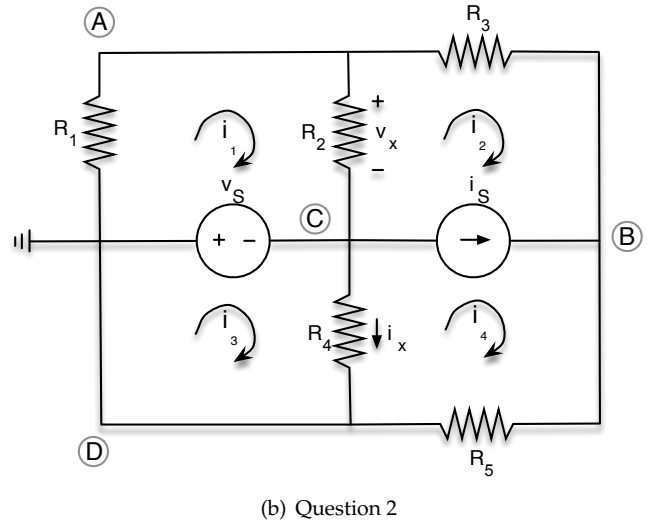 A
R3
R1
i1
R2
+
vx
−
i2
vS
iS
C
+ −
B
i3
R4
ix
i4
D
R5
(b) Question 2